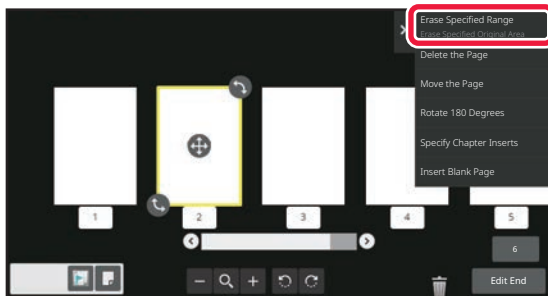 Erase Specified Range
Erase Specified Original Area
Delete the Page
Move the Page
Rotate 180 Degrees
Specify Chapter Inserts
Insert Blank Page
1
2
3
4
5
6
Edit End